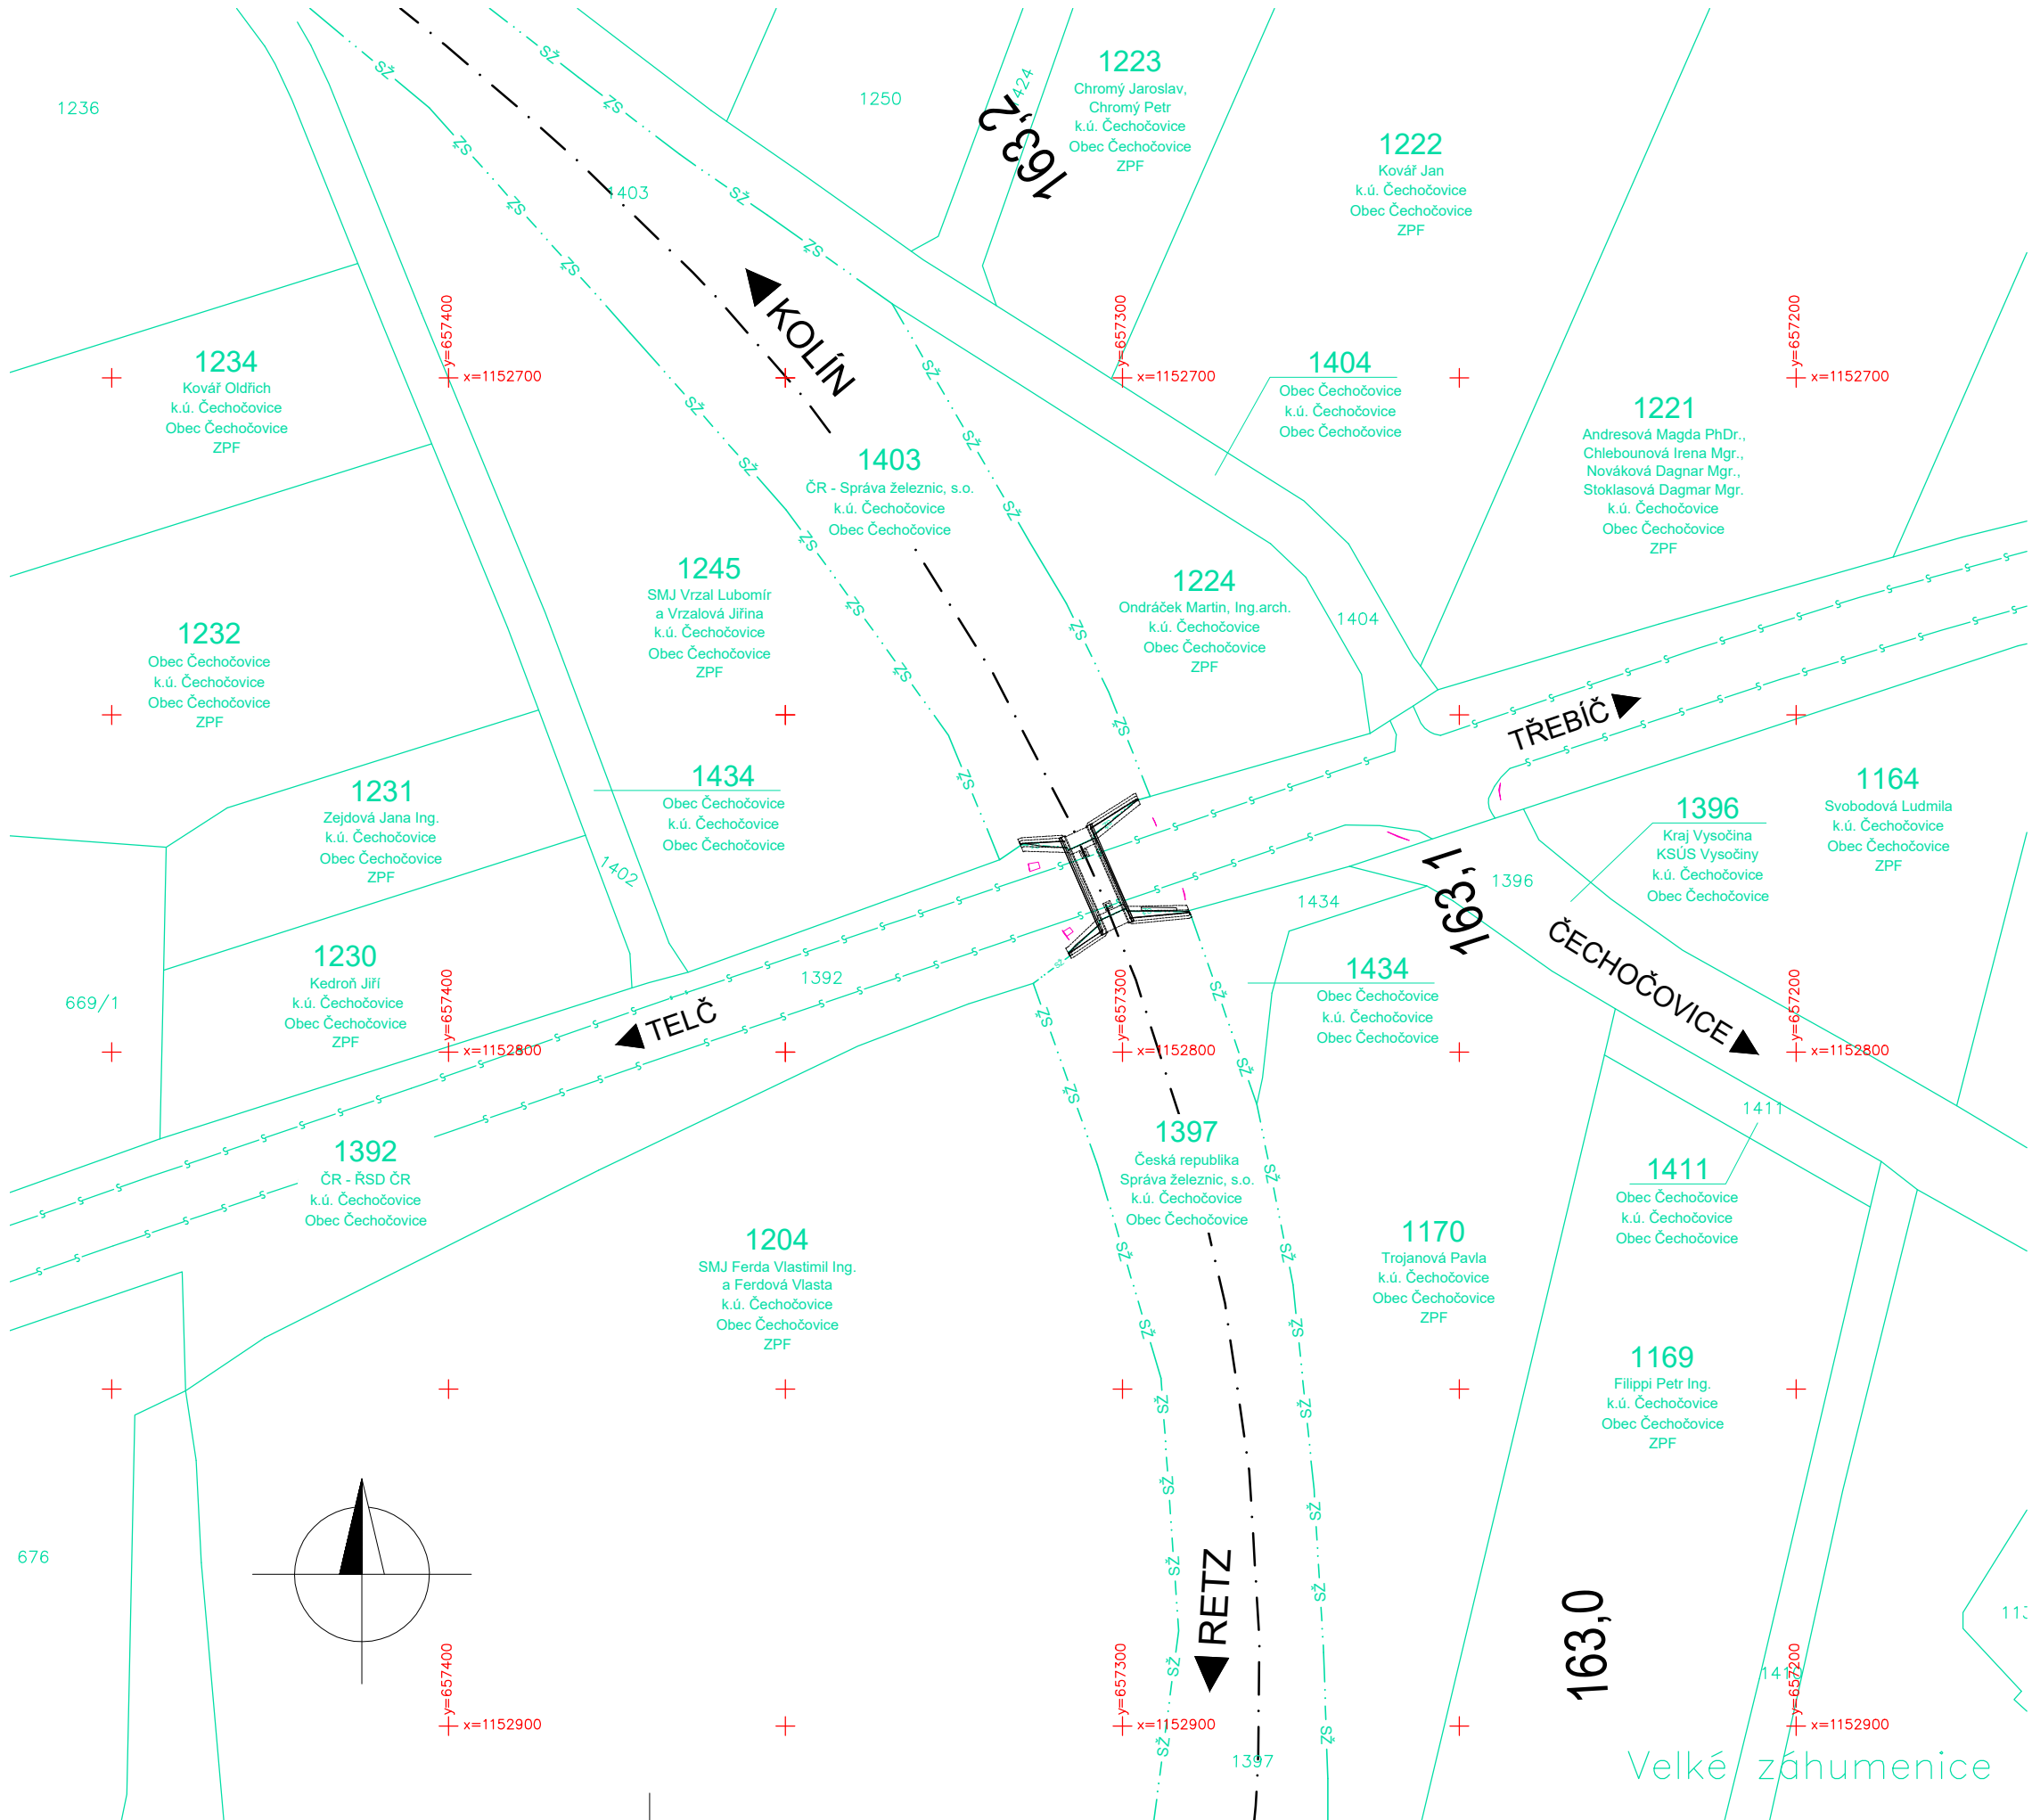 1236
1250
1424
163,2
1223
Chromý Jaroslav,
Chromý Petr
k.ú. Čechočovice
Obec Čechočovice
ZPF
1222
Kovář Jan
k.ú. Čechočovice
Obec Čechočovice
ZPF
1403
KOLÍN
y=657400
x=1152700
y=657300
x=1152700
y=657200
x=1152700
1234
Kovář Oldřich
k.ú. Čechočovice
Obec Čechočovice
ZPF
1404
Obec Čechočovice
k.ú. Čechočovice
Obec Čechočovice
1221
Andresová Magda PhDr.,
Chlebounová Irena Mgr.,
Nováková Dagnar Mgr.,
Stoklasová Dagmar Mgr.
k.ú. Čechočovice
Obec Čechočovice
ZPF
1403
ČR - Správa železnic, s.o.
k.ú. Čechočovice
Obec Čechočovice
1245
SMJ Vrzal Lubomír
a Vrzalová Jiřina
k.ú. Čechočovice
Obec Čechočovice
ZPF
1224
Ondráček Martin, Ing.arch.
k.ú. Čechočovice
Obec Čechočovice
ZPF
1404
1232
Obec Čechočovice
k.ú. Čechočovice
Obec Čechočovice
ZPF
TŘEBÍČ
1231
Zejdová Jana Ing.
k.ú. Čechočovice
Obec Čechočovice
ZPF
1434
Obec Čechočovice
k.ú. Čechočovice
Obec Čechočovice
1402
1396
Kraj Vysočina
KSÚS Vysočiny
k.ú. Čechočovice
Obec Čechočovice
1164
Svobodová Ludmila
k.ú. Čechočovice
Obec Čechočovice
ZPF
1396
1434
163,1
ČECHOČOVICE
1230
Kedroň Jiří
k.ú. Čechočovice
Obec Čechočovice
ZPF
669/1
1392
TELČ
1434
Obec Čechočovice
k.ú. Čechočovice
Obec Čechočovice
y=657400
x=1152800
y=657300
x=1152800
y=657200
x=1152800
1411
1392
ČR - ŘSD ČR
k.ú. Čechočovice
Obec Čechočovice
1397
Česká republika
Správa železnic, s.o.
k.ú. Čechočovice
Obec Čechočovice
1411
Obec Čechočovice
k.ú. Čechočovice
Obec Čechočovice
1204
SMJ Ferda Vlastimil Ing.
a Ferdová Vlasta
k.ú. Čechočovice
Obec Čechočovice
ZPF
1170
Trojanová Pavla
k.ú. Čechočovice
Obec Čechočovice
ZPF
1169
Filippi Petr Ing.
k.ú. Čechočovice
Obec Čechočovice
ZPF
676
RETZ
163,0
y=657400
x=1152900
y=657300
x=1152900
y=657200
x=1152900
1397
Velké záhumenice